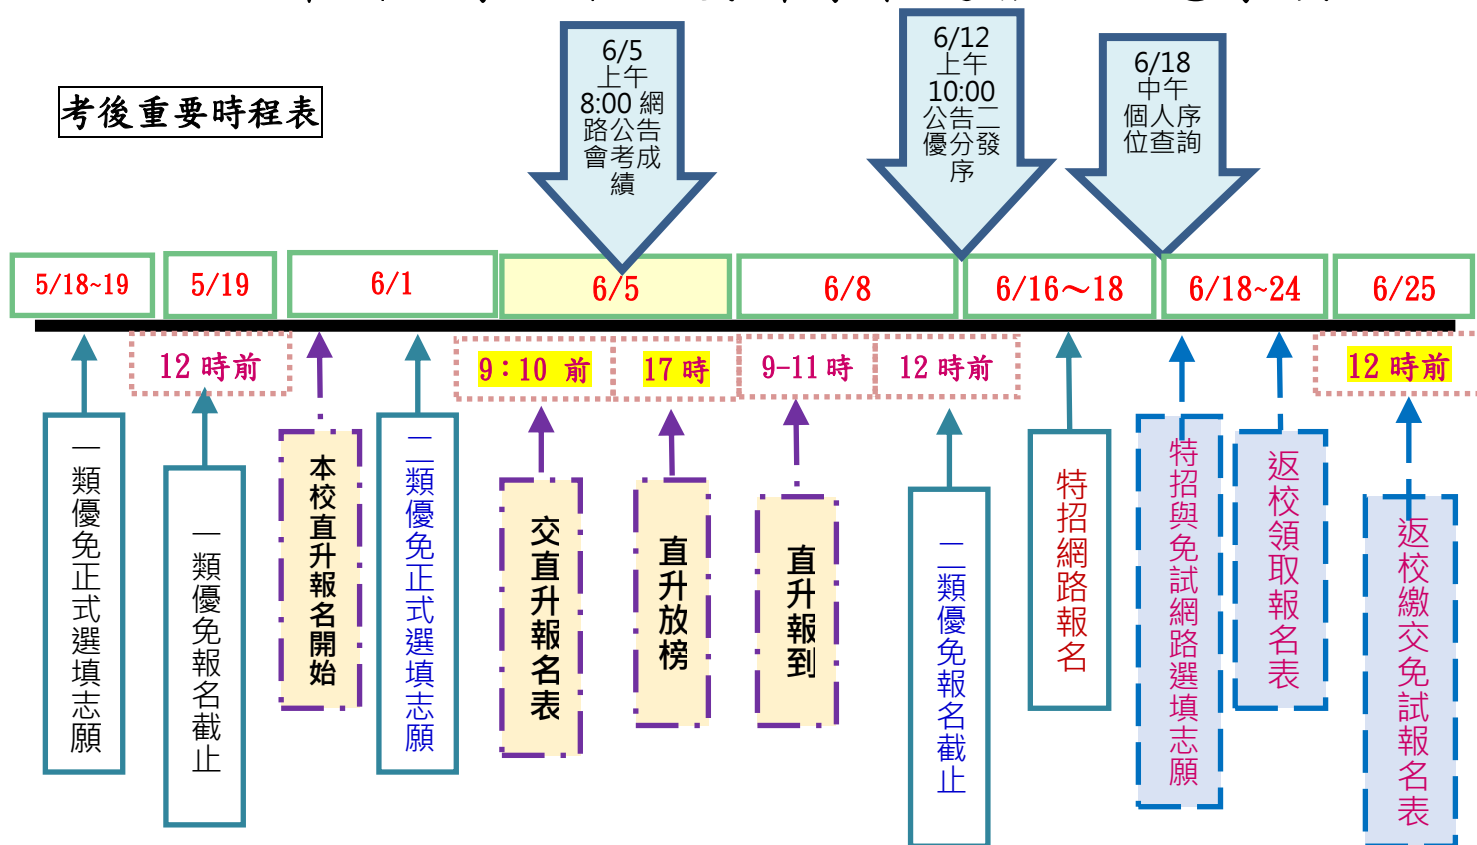 考後重要時程表
6/5
上午
8:00 網
路公告
會考成
績
6/12
上午
10:00
公告二
優分發
序
6/18
中午
個人序
位查詢
5/18~19
5/19
6/1
6/5
6/8
6/16～18
6/18~24
6/25
12 時前
9：10 前
17 時
9-11 時
12 時前
12 時前
一類優免正式選填志願
一類優免報名截止
本校直升報名開始
二類優免正式選填志願
交直升報名表
直升放榜
直升報到
二類優免報名截止
特招網路報名
特招與免試網路選填志願
返校領取報名表
返校繳交免試報名表